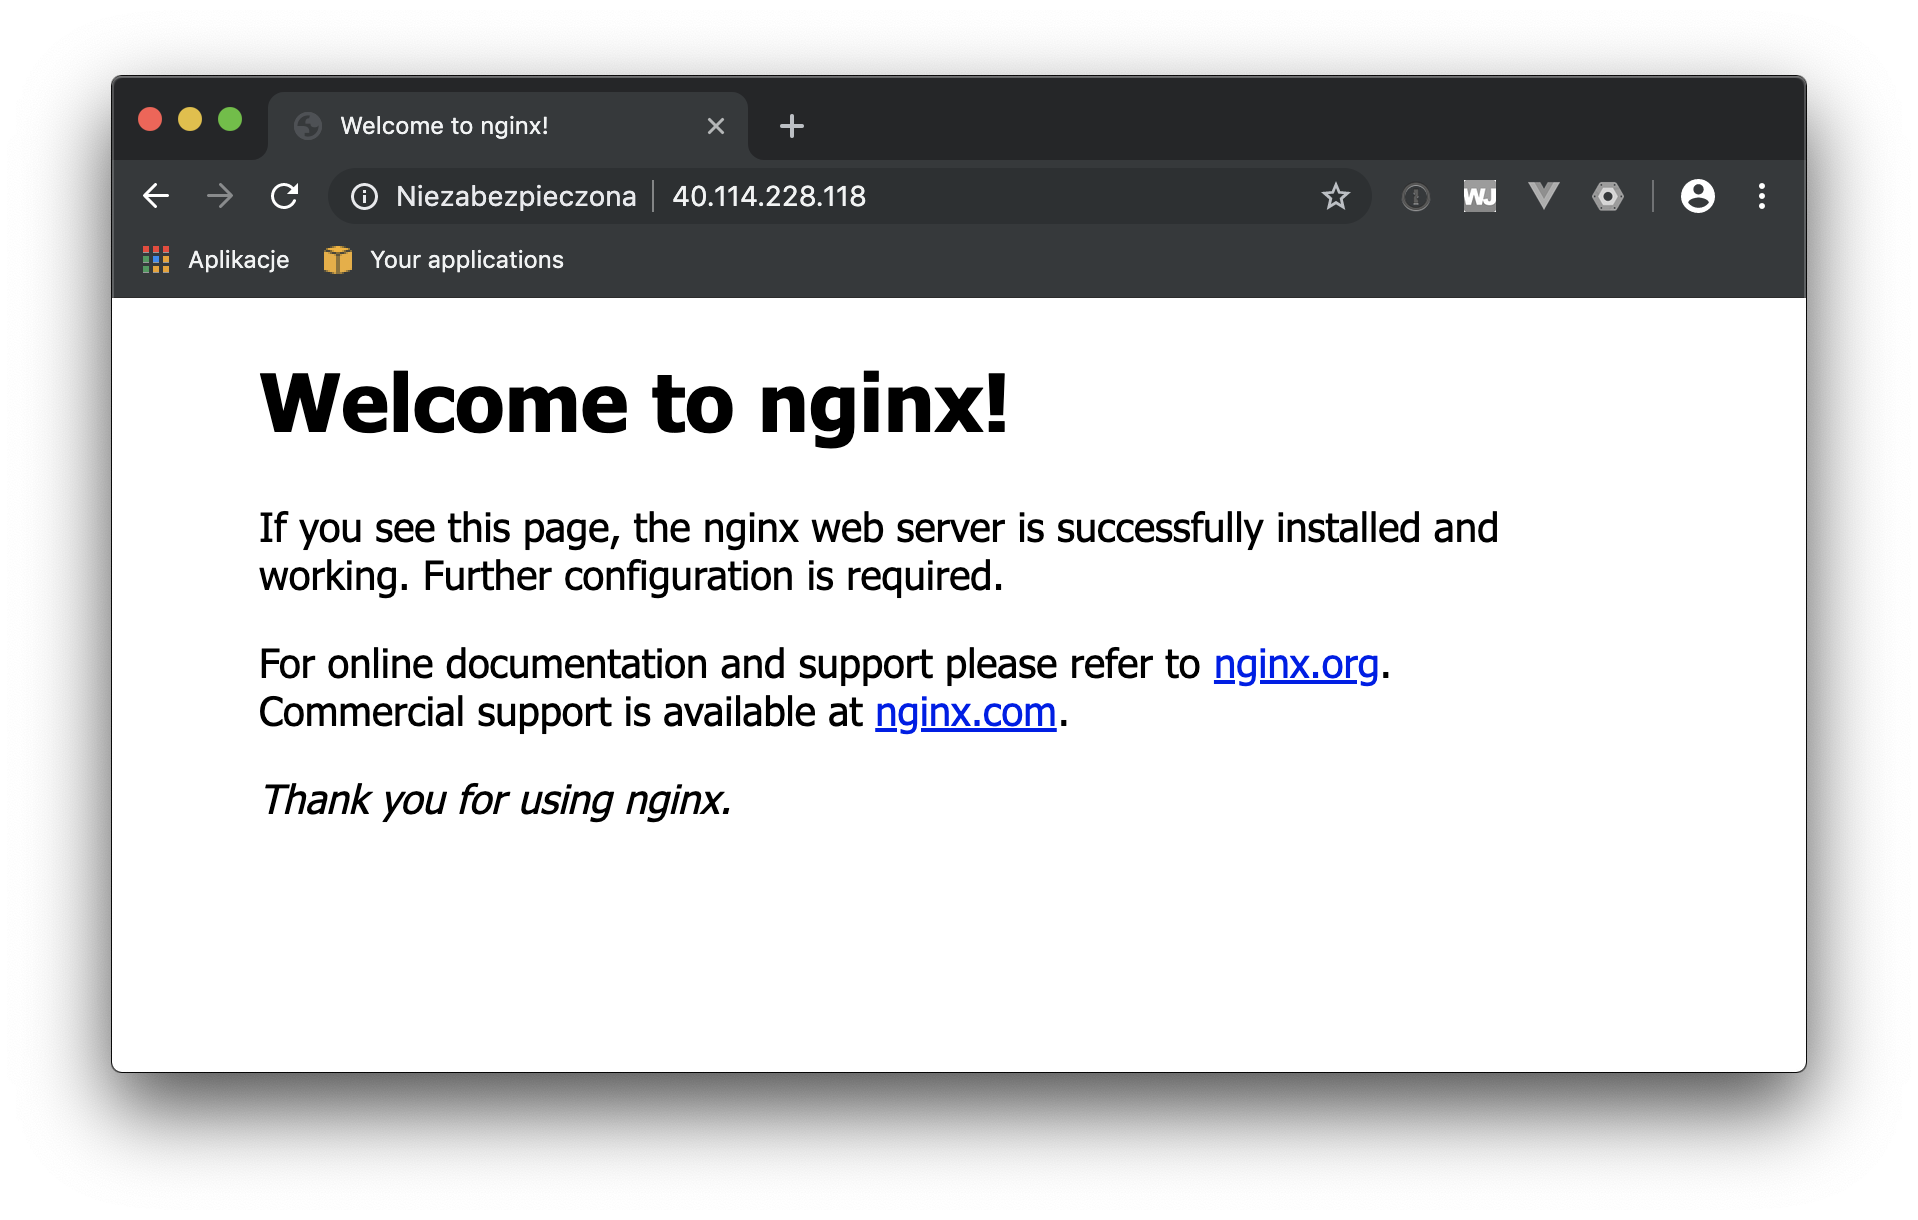 Welcome to nginx!
Niezabezpieczona 40.114.228.118
WJ
Aplikacje Your applications
Welcome to nginx!
If you see this page, the nginx web server is successfully installed and
working. Further configuration is required.
For online documentation and support please refer to nginx.org.
Commercial support is available at nginx.com.
Thank you for using nginx.